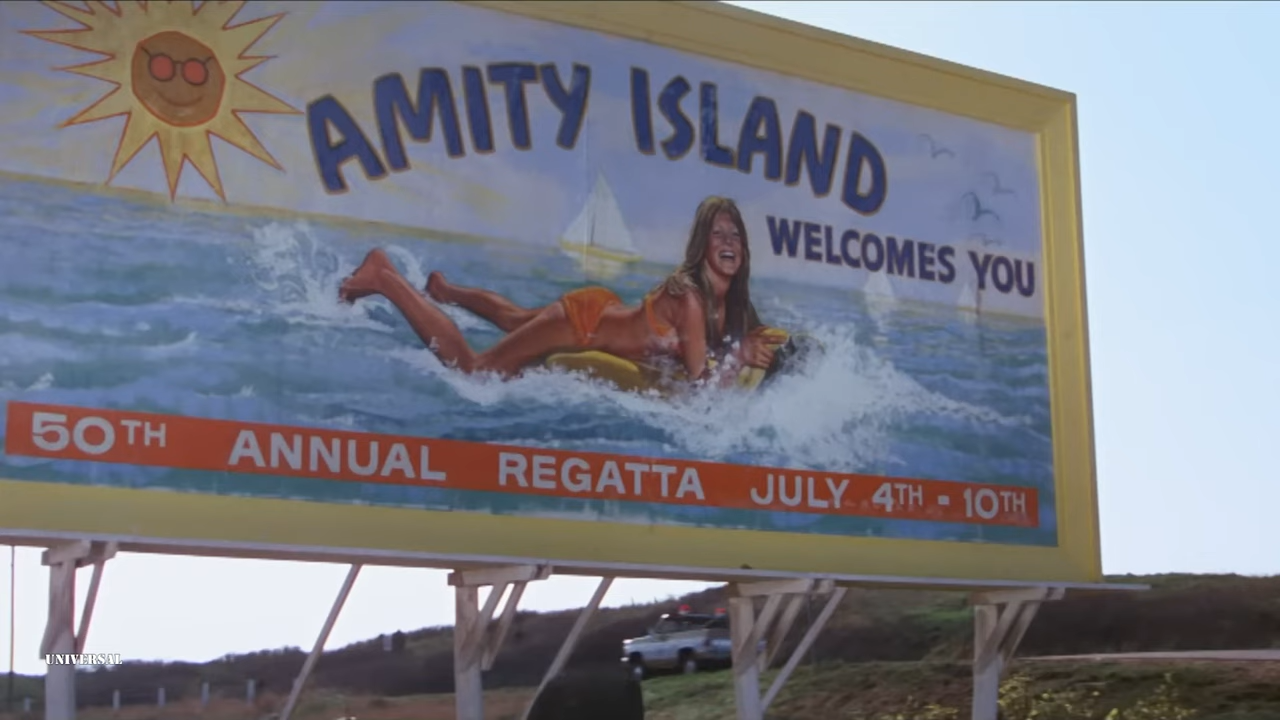 AMITY ISLAND
WELCOMES YOU
50TH ANNUAL REGATTA JULY 4TH - 10TH
UNIVERSAL